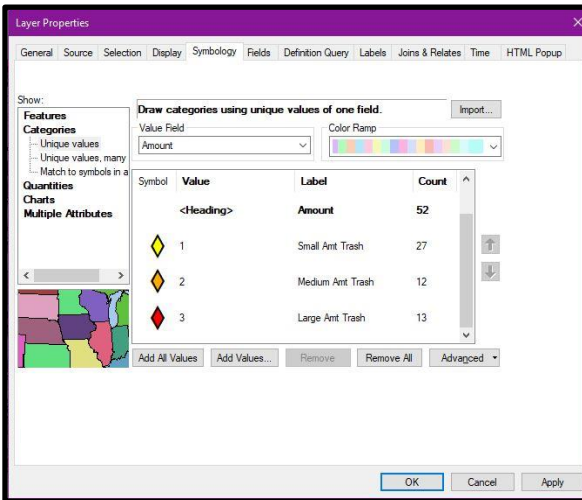 Layer Properties
General Source Selection Display Symbology Fields Definition Query Labels Joins & Relates Time HTML Popup
Show:
Features
Categories
Unique values
Unique values, many
Match to symbols in a
Quantities
Charts
Multiple Attributes
Draw categories using unique values of one field.
Import...
Value Field
Amount
Color Ramp
Symbol Value Label Count
<Heading> Amount 52
1 Small Amt Trash 27
2 Medium Amt Trash 12
3 Large Amt Trash 13
Add All Values Add Values... Remove Remove All Advanced
OK Cancel Apply